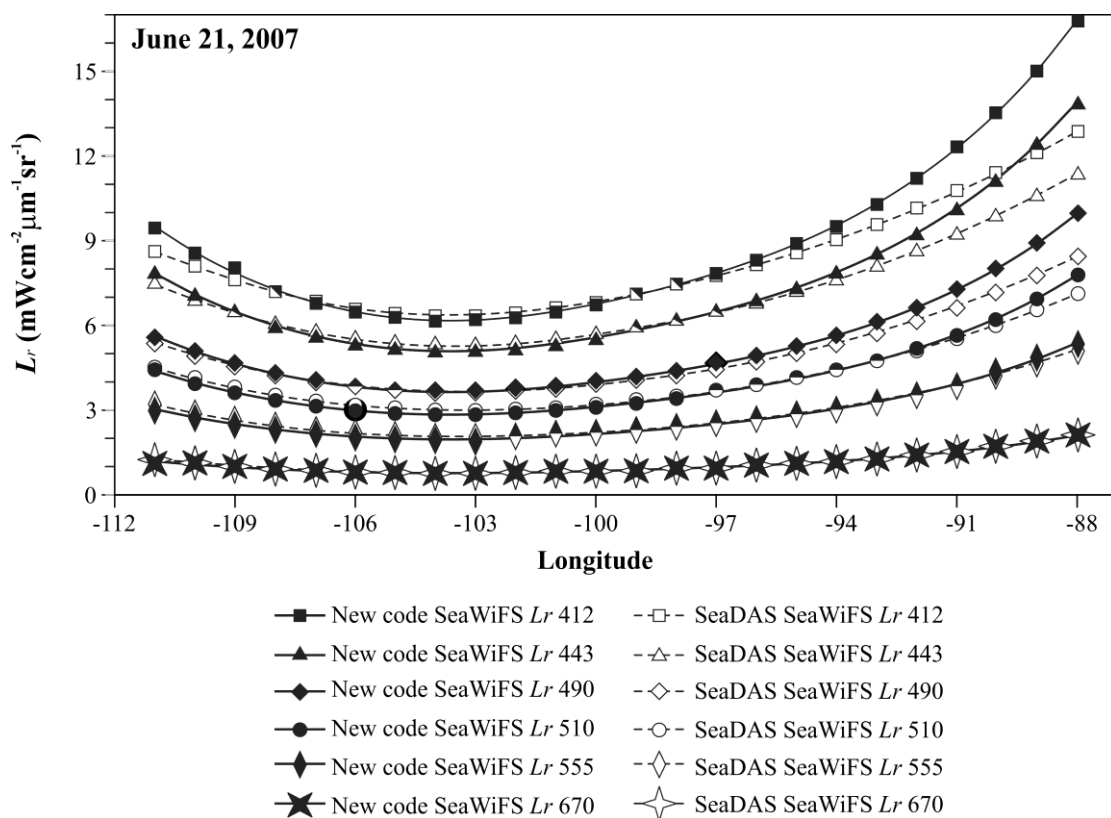 June 21, 2007
Lr (mWcm⁻²μm⁻¹sr⁻¹)
15
12
9
6
3
0
-112 -109 -106 -103 -100 -97 -94 -91 -88
Longitude
New code SeaWiFS Lr 412 SeaDAS SeaWiFS Lr 412
New code SeaWiFS Lr 443 SeaDAS SeaWiFS Lr 443
New code SeaWiFS Lr 490 SeaDAS SeaWiFS Lr 490
New code SeaWiFS Lr 510 SeaDAS SeaWiFS Lr 510
New code SeaWiFS Lr 555 SeaDAS SeaWiFS Lr 555
New code SeaWiFS Lr 670 SeaDAS SeaWiFS Lr 670